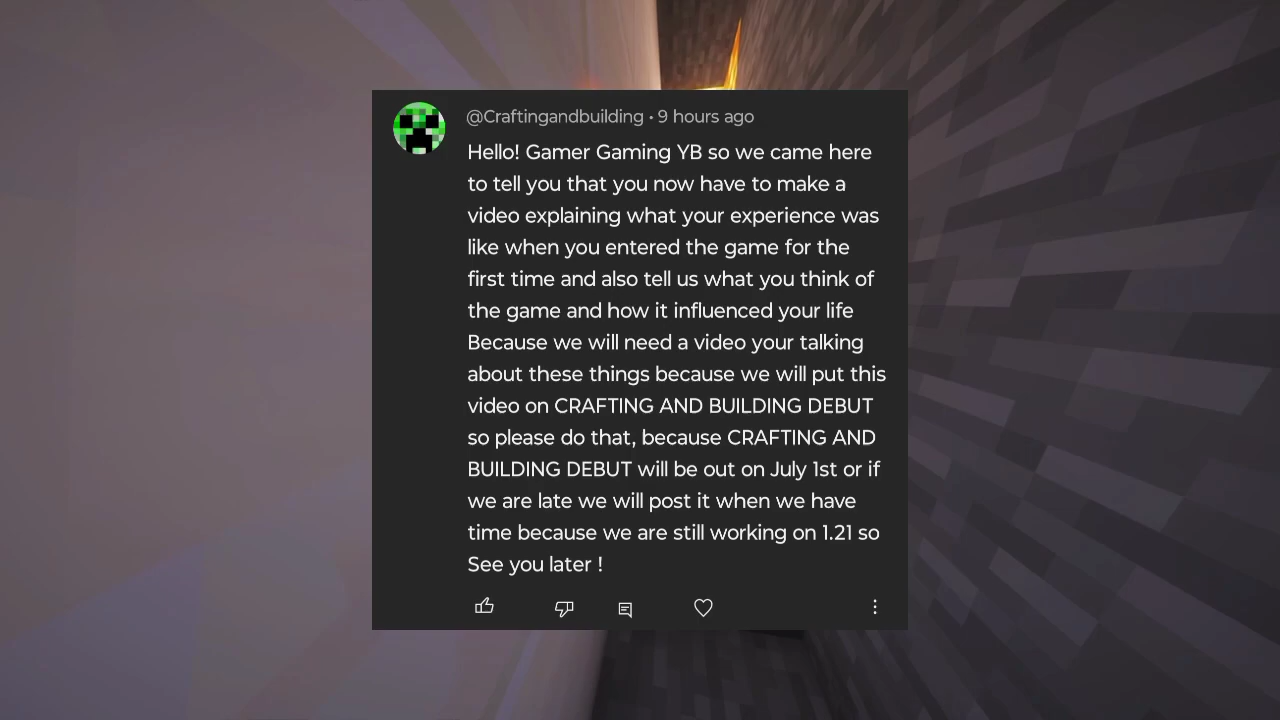 @Craftingandbuilding • 9 hours ago
Hello! Gamer Gaming YB so we came here
to tell you that you now have to make a
video explaining what your experience was
like when you entered the game for the
first time and also tell us what you think of
the game and how it influenced your life
Because we will need a video your talking
about these things because we will put this
video on CRAFTING AND BUILDING DEBUT
so please do that, because CRAFTING AND
BUILDING DEBUT will be out on July 1st or if
we are late we will post it when we have
time because we are still working on 1.21 so
See you later !